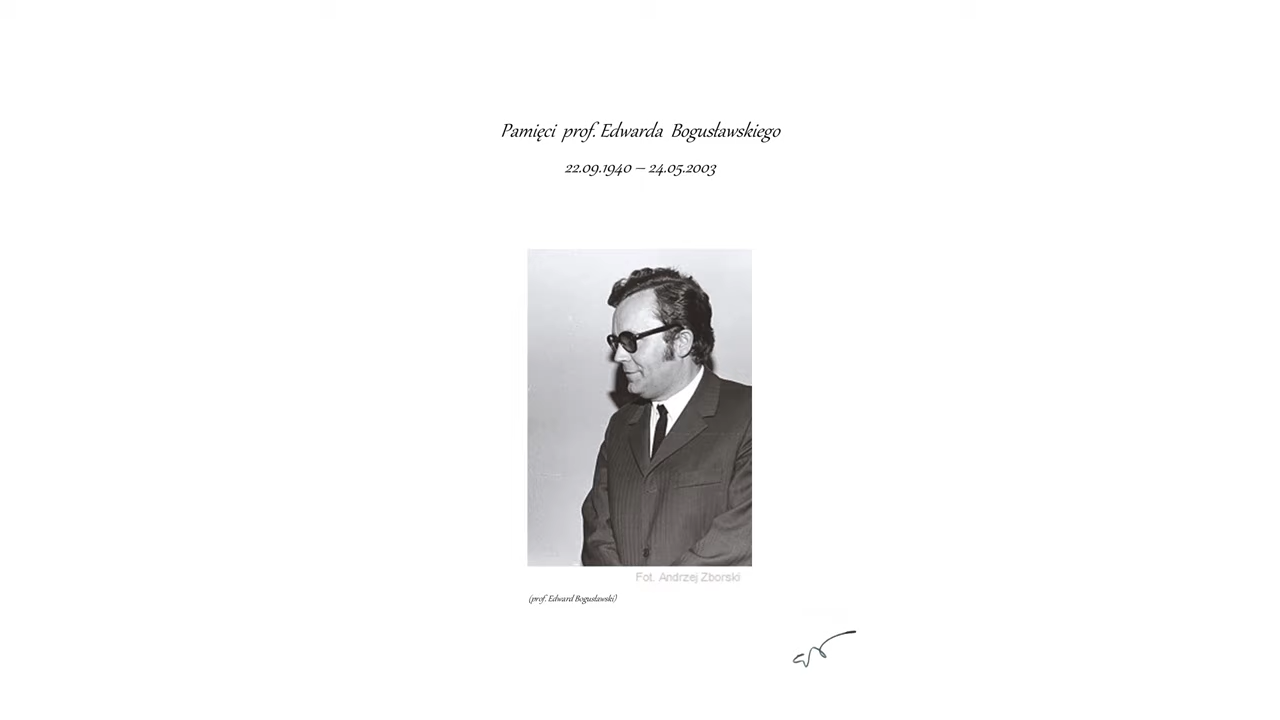 Pamięci prof. Edwarda Bogusławskiego
22.09.1940 – 24.05.2003
Fot. Andrzej Zborski
(prof. Edward Bogusławski)